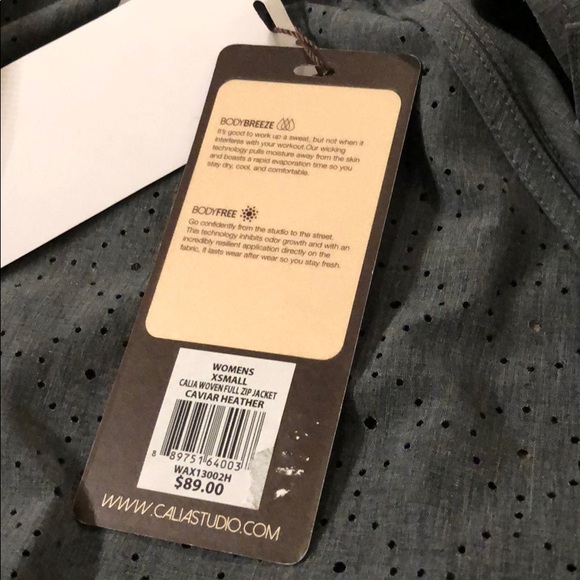 BODYBREEZE
It's good to work up a sweat, but not when it
interferes with your workout.Our wicking
technology pulls moisture away from the skin
and boasts a rapid evaporation time so you
stay dry, cool, and comfortable.
BODYFREE
Go confidently from the studio to the street.
This technology inhibits odor growth and with an
incredibly resilient application directly on the
fabric, it lasts wear after wear so you stay fresh.
WOMENS
XSMALL
CALIA WOVEN FULL ZIP JACKET
CAVIAR HEATHER
8 89751 64003
WAX13002H
$89.00
WWW.CALIASTUDIO.COM